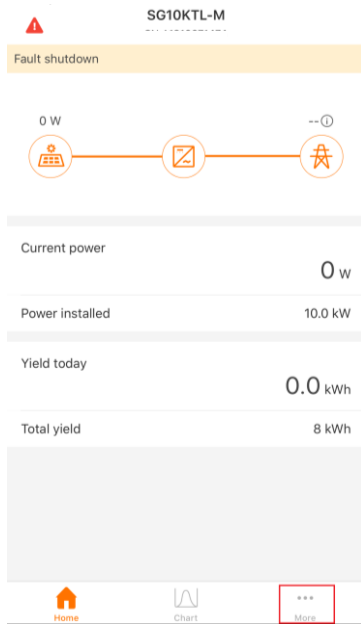 SG10KTL-M
Fault shutdown
0 W
--
Current power
0 W
Power installed
10.0 kW
Yield today
0.0 kWh
Total yield
8 kWh
Home
Chart
More